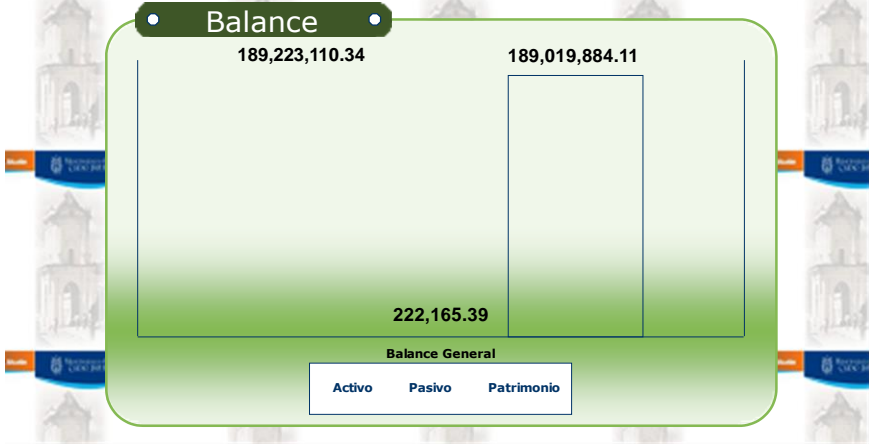 Balance
189,223,110.34 189,019,884.11
222,165.39
Balance General
Activo Pasivo Patrimonio